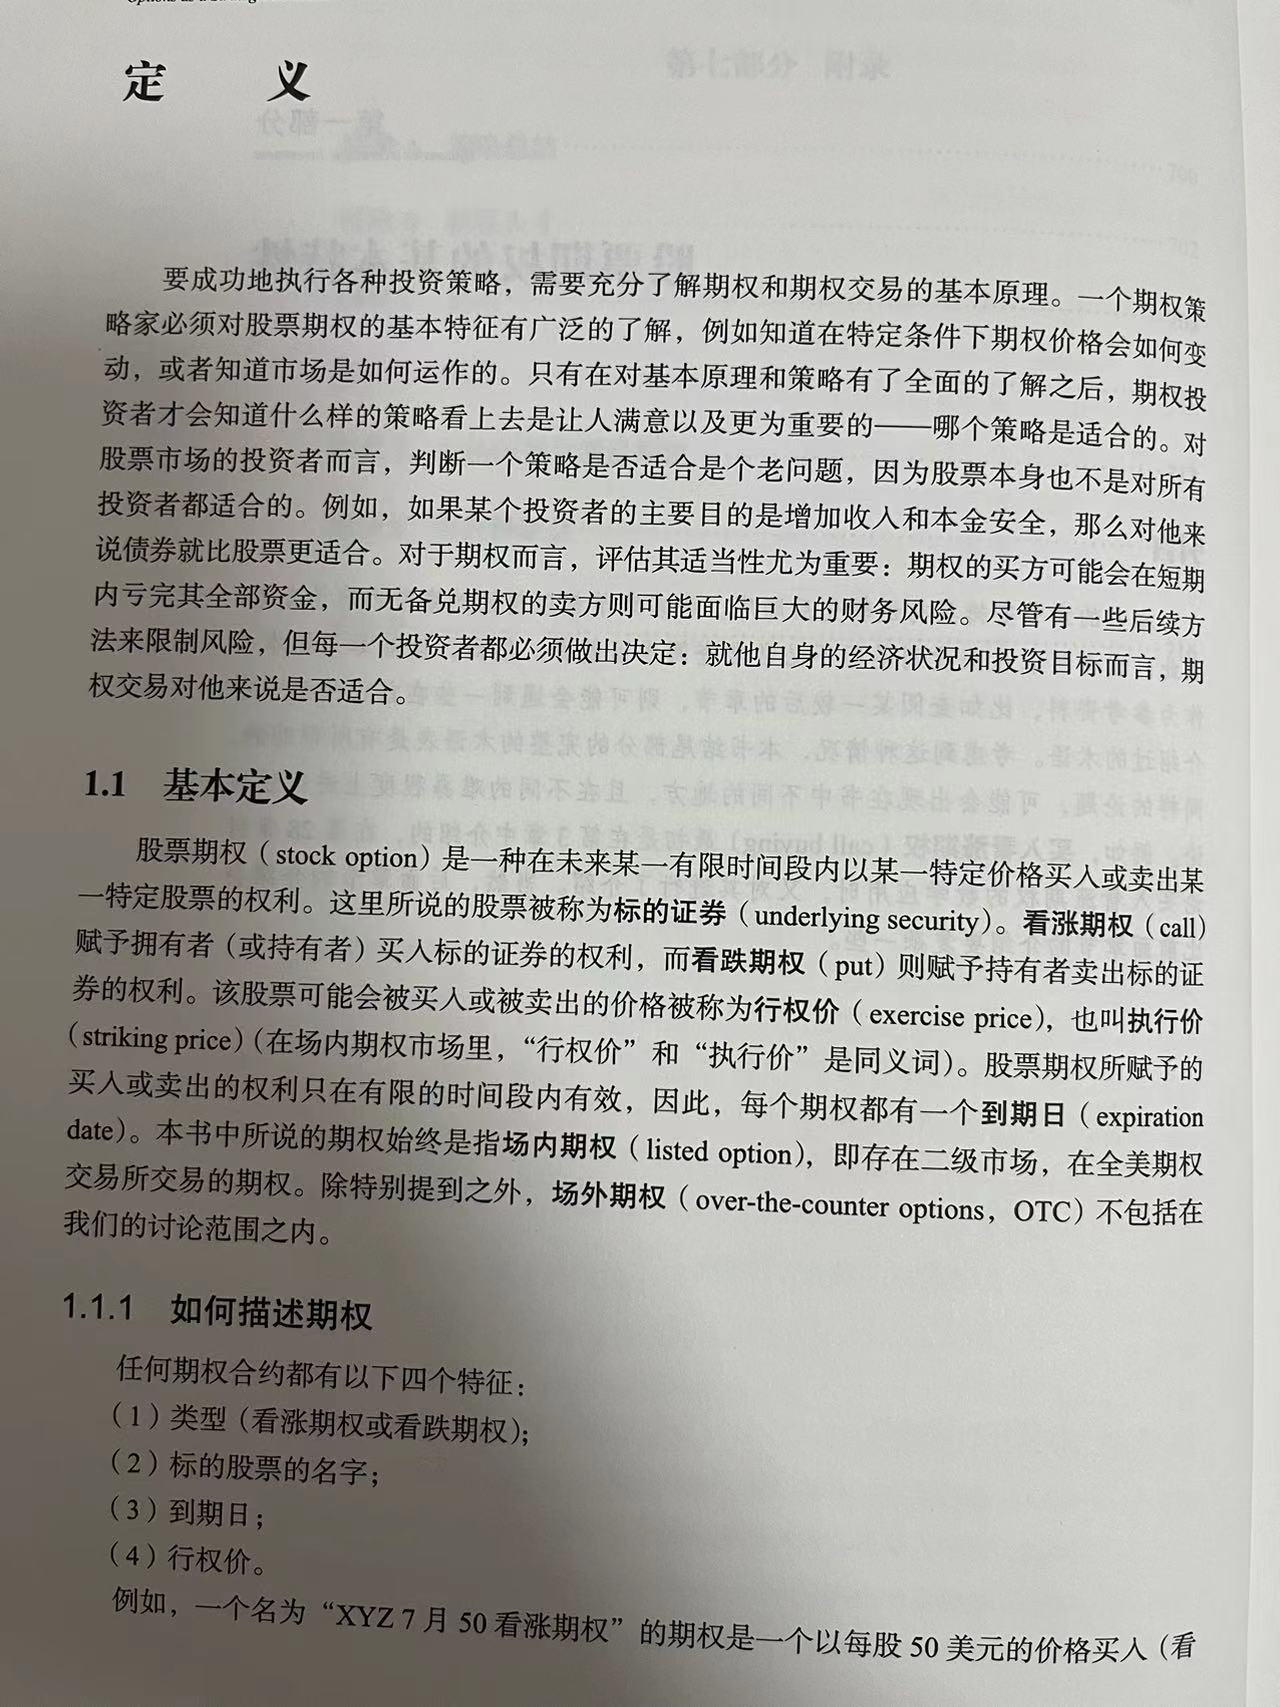 定 义
要成功地执行各种投资策略，需要充分了解期权和期权交易的基本原理。一个期权策
略家必须对股票期权的基本特征有广泛的了解，例如知道在特定条件下期权价格会如何变
动，或者知道市场是如何运作的。只有在对基本原理和策略有了全面的了解之后，期权投
资者才会知道什么样的策略看上去是让人满意以及更为重要的——哪个策略是适合的。对
股票市场的投资者而言，判断一个策略是否适合是个老问题，因为股票本身也不是对所有
投资者都适合的。例如，如果某个投资者的主要目的是增加收入和本金安全，那么对他来
说债券就比股票更适合。对于期权而言，评估其适当性尤为重要：期权的买方可能会在短期
内亏完其全部资金，而无备兑期权的卖方则可能面临巨大的财务风险。尽管有一些后续方
法来限制风险，但每一个投资者都必须做出决定：就他自身的经济状况和投资目标而言，期
权交易对他来说是否适合。
1.1 基本定义
股票期权（stock option）是一种在未来某一有限时间段内以某一特定价格买入或卖出某
一特定股票的权利。这里所说的股票被称为标的证券（underlying security）。看涨期权（call）
赋予拥有者（或持有者）买入标的证券的权利，而看跌期权（put）则赋予持有者卖出标的证
券的权利。该股票可能会被买入或被卖出的价格被称为行权价（exercise price），也叫执行价
（striking price）（在场内期权市场里，“行权价”和“执行价”是同义词）。股票期权所赋予的
买入或卖出的权利只在有限的时间段内有效，因此，每个期权都有一个到期日（expiration
date）。本书中所说的期权始终是指场内期权（listed option），即存在二级市场，在全美期权
交易所交易的期权。除特别提到之外，场外期权（over-the-counter options，OTC）不包括在
我们的讨论范围之内。
1.1.1 如何描述期权
任何期权合约都有以下四个特征：
（1）类型（看涨期权或看跌期权）；
（2）标的股票的名字；
（3）到期日；
（4）行权价。
例如，一个名为“XYZ 7 月 50 看涨期权”的期权是一个以每股 50 美元的价格买入（看